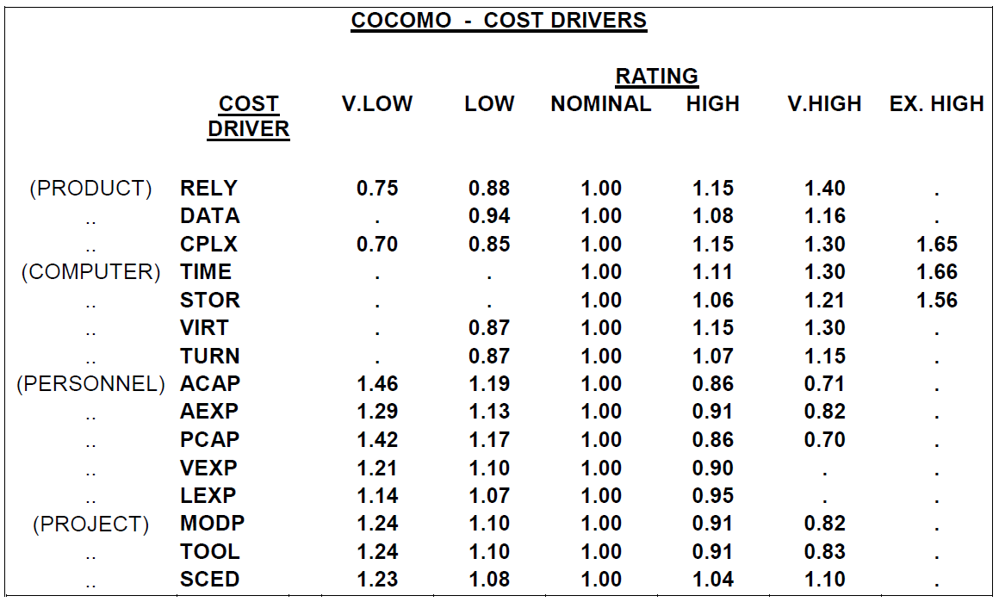 COCOMO - COST DRIVERS
RATING
COST V.LOW LOW NOMINAL HIGH V.HIGH EX. HIGH
DRIVER
(PRODUCT) RELY 0.75 0.88 1.00 1.15 1.40 .
.. DATA . 0.94 1.00 1.08 1.16 .
.. CPLX 0.70 0.85 1.00 1.15 1.30 1.65
(COMPUTER) TIME . . 1.00 1.11 1.30 1.66
.. STOR . . 1.00 1.06 1.21 1.56
.. VIRT . 0.87 1.00 1.15 1.30 .
.. TURN . 0.87 1.00 1.07 1.15 .
(PERSONNEL) ACAP 1.46 1.19 1.00 0.86 0.71 .
.. AEXP 1.29 1.13 1.00 0.91 0.82 .
.. PCAP 1.42 1.17 1.00 0.86 0.70 .
.. VEXP 1.21 1.10 1.00 0.90 . .
.. LEXP 1.14 1.07 1.00 0.95 . .
(PROJECT) MODP 1.24 1.10 1.00 0.91 0.82 .
.. TOOL 1.24 1.10 1.00 0.91 0.83 .
.. SCED 1.23 1.08 1.00 1.04 1.10 .